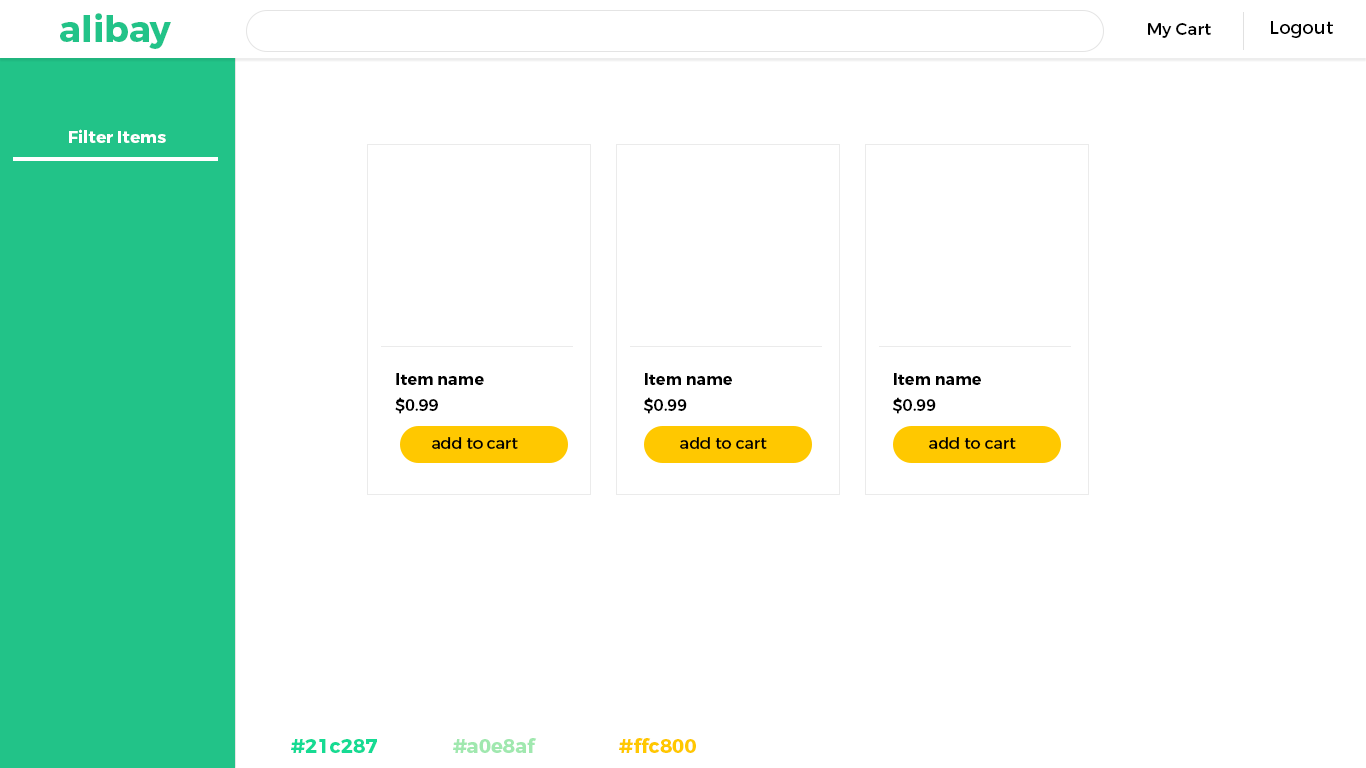 alibay
My Cart
Logout
Filter Items
Item name
$0.99
add to cart
Item name
$0.99
add to cart
Item name
$0.99
add to cart
#21c287
#a0e8af
#ffc800